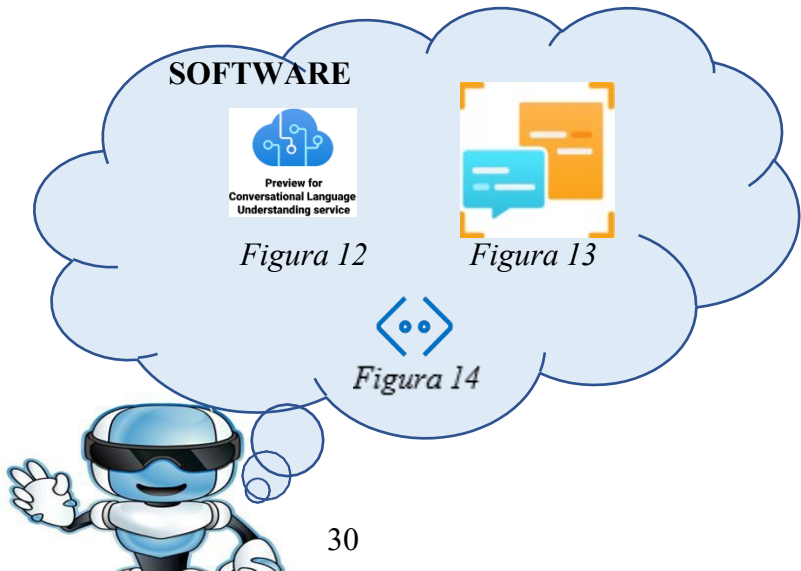 SOFTWARE
Preview for
Conversational Language
Understanding service
Figura 12
Figura 13
Figura 14
30